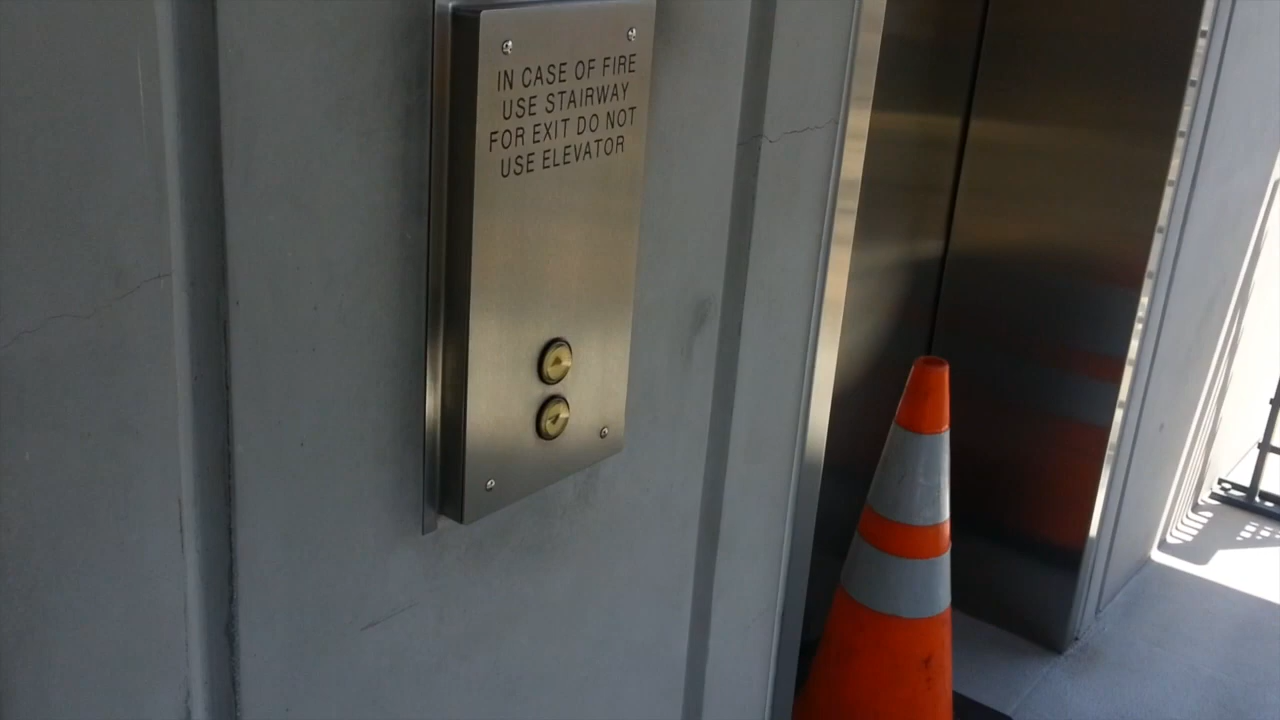 IN CASE OF FIRE
USE STAIRWAY
FOR EXIT DO NOT
USE ELEVATOR